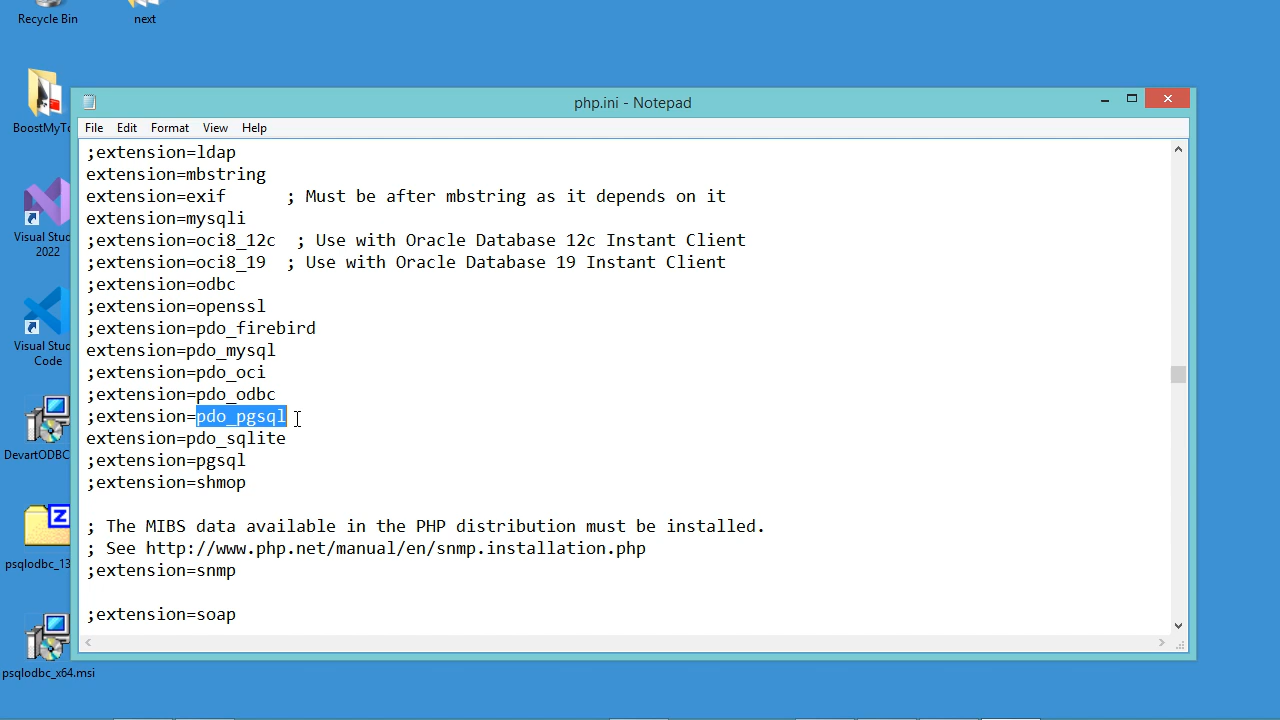 Recycle Bin
next
BoostMyTo
Visual Stud
2022
Visual Stud
Code
DevartODBC
psqlodbc_13
psqlodbc_x64.msi
php.ini - Notepad
File Edit Format View Help
;extension=ldap
extension=mbstring
extension=exif      ; Must be after mbstring as it depends on it
extension=mysqli
;extension=oci8_12c  ; Use with Oracle Database 12c Instant Client
;extension=oci8_19  ; Use with Oracle Database 19 Instant Client
;extension=odbc
;extension=openssl
;extension=pdo_firebird
extension=pdo_mysql
;extension=pdo_oci
;extension=pdo_odbc
;extension=pdo_pgsql
extension=pdo_sqlite
;extension=pgsql
;extension=shmop
; The MIBS data available in the PHP distribution must be installed.
; See http://www.php.net/manual/en/snmp.installation.php
;extension=snmp
;extension=soap